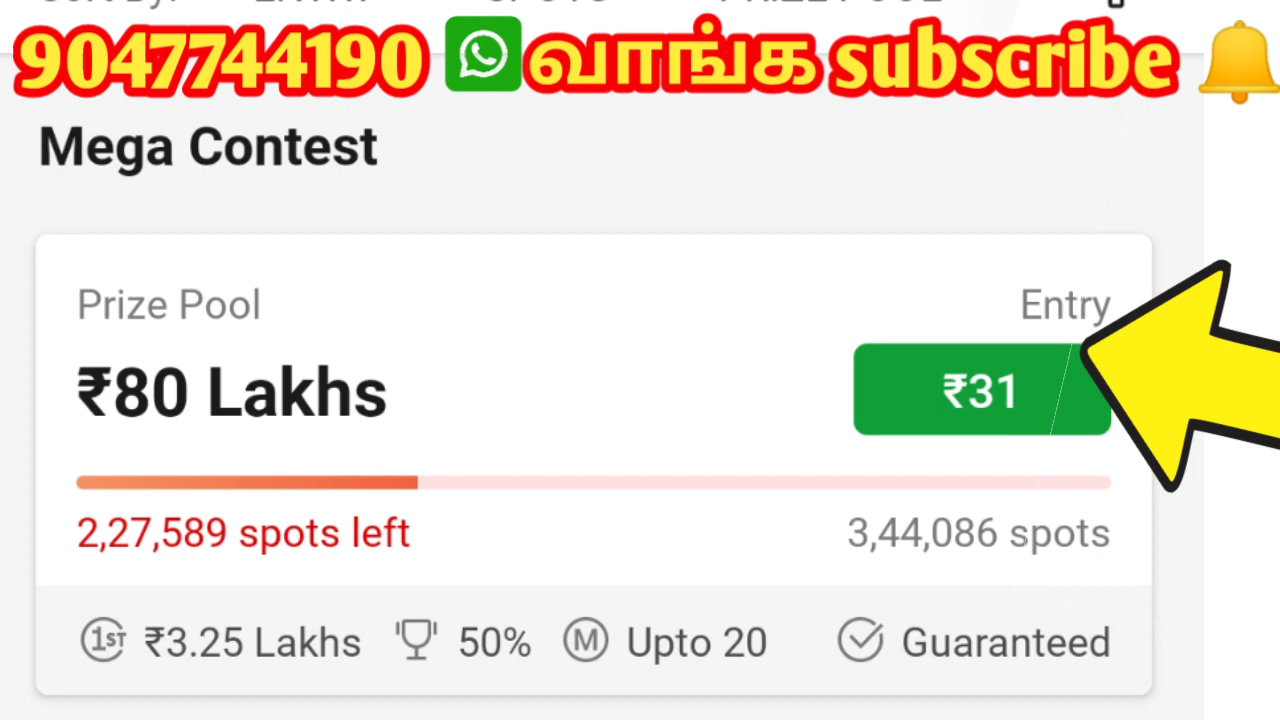 9047744190 வாங்க subscribe
Mega Contest
Prize Pool
Entry
₹80 Lakhs
₹31
2,27,589 spots left
3,44,086 spots
1ST ₹3.25 Lakhs 50% M Upto 20 Guaranteed